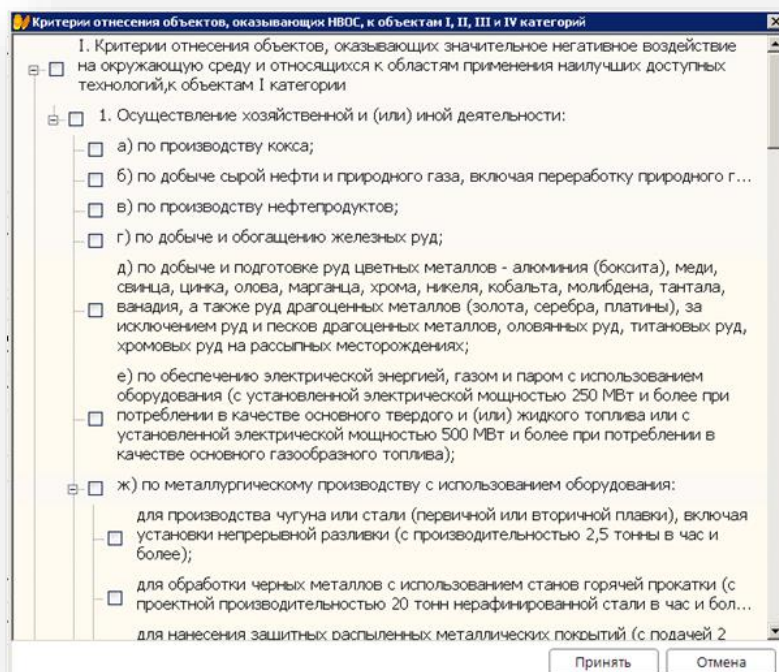 Критерии отнесения объектов, оказывающих НВОС, к объектам I, II, III и IV категорий
I. Критерии отнесения объектов, оказывающих значительное негативное воздействие
на окружающую среду и относящихся к областям применения наилучших доступных
технологий,к объектам I категории
1. Осуществление хозяйственной и (или) иной деятельности:
а) по производству кокса;
б) по добыче сырой нефти и природного газа, включая переработку природного г...
в) по производству нефтепродуктов;
г) по добыче и обогащению железных руд;
д) по добыче и подготовке руд цветных металлов - алюминия (боксита), меди,
свинца, цинка, олова, марганца, хрома, никеля, кобальта, молибдена, тантала,
ванадия, а также руд драгоценных металлов (золота, серебра, платины), за
исключением руд и песков драгоценных металлов, оловянных руд, титановых руд,
хромовых руд на рассыпных месторождениях;
е) по обеспечению электрической энергией, газом и паром с использованием
оборудования (с установленной электрической мощностью 250 МВт и более при
потреблении в качестве основного твердого и (или) жидкого топлива или с
установленной электрической мощностью 500 МВт и более при потреблении в
качестве основного газообразного топлива);
ж) по металлургическому производству с использованием оборудования:
для производства чугуна или стали (первичной или вторичной плавки), включая
установки непрерывной разливки (с производительностью 2,5 тонны в час и
более);
для обработки черных металлов с использованием станов горячей прокатки (с
проектной производительностью 20 тонн нерафинированной стали в час и бол...
для нанесения защитных распыленных металлических покрытий (с подачей 2
Принять
Отмена